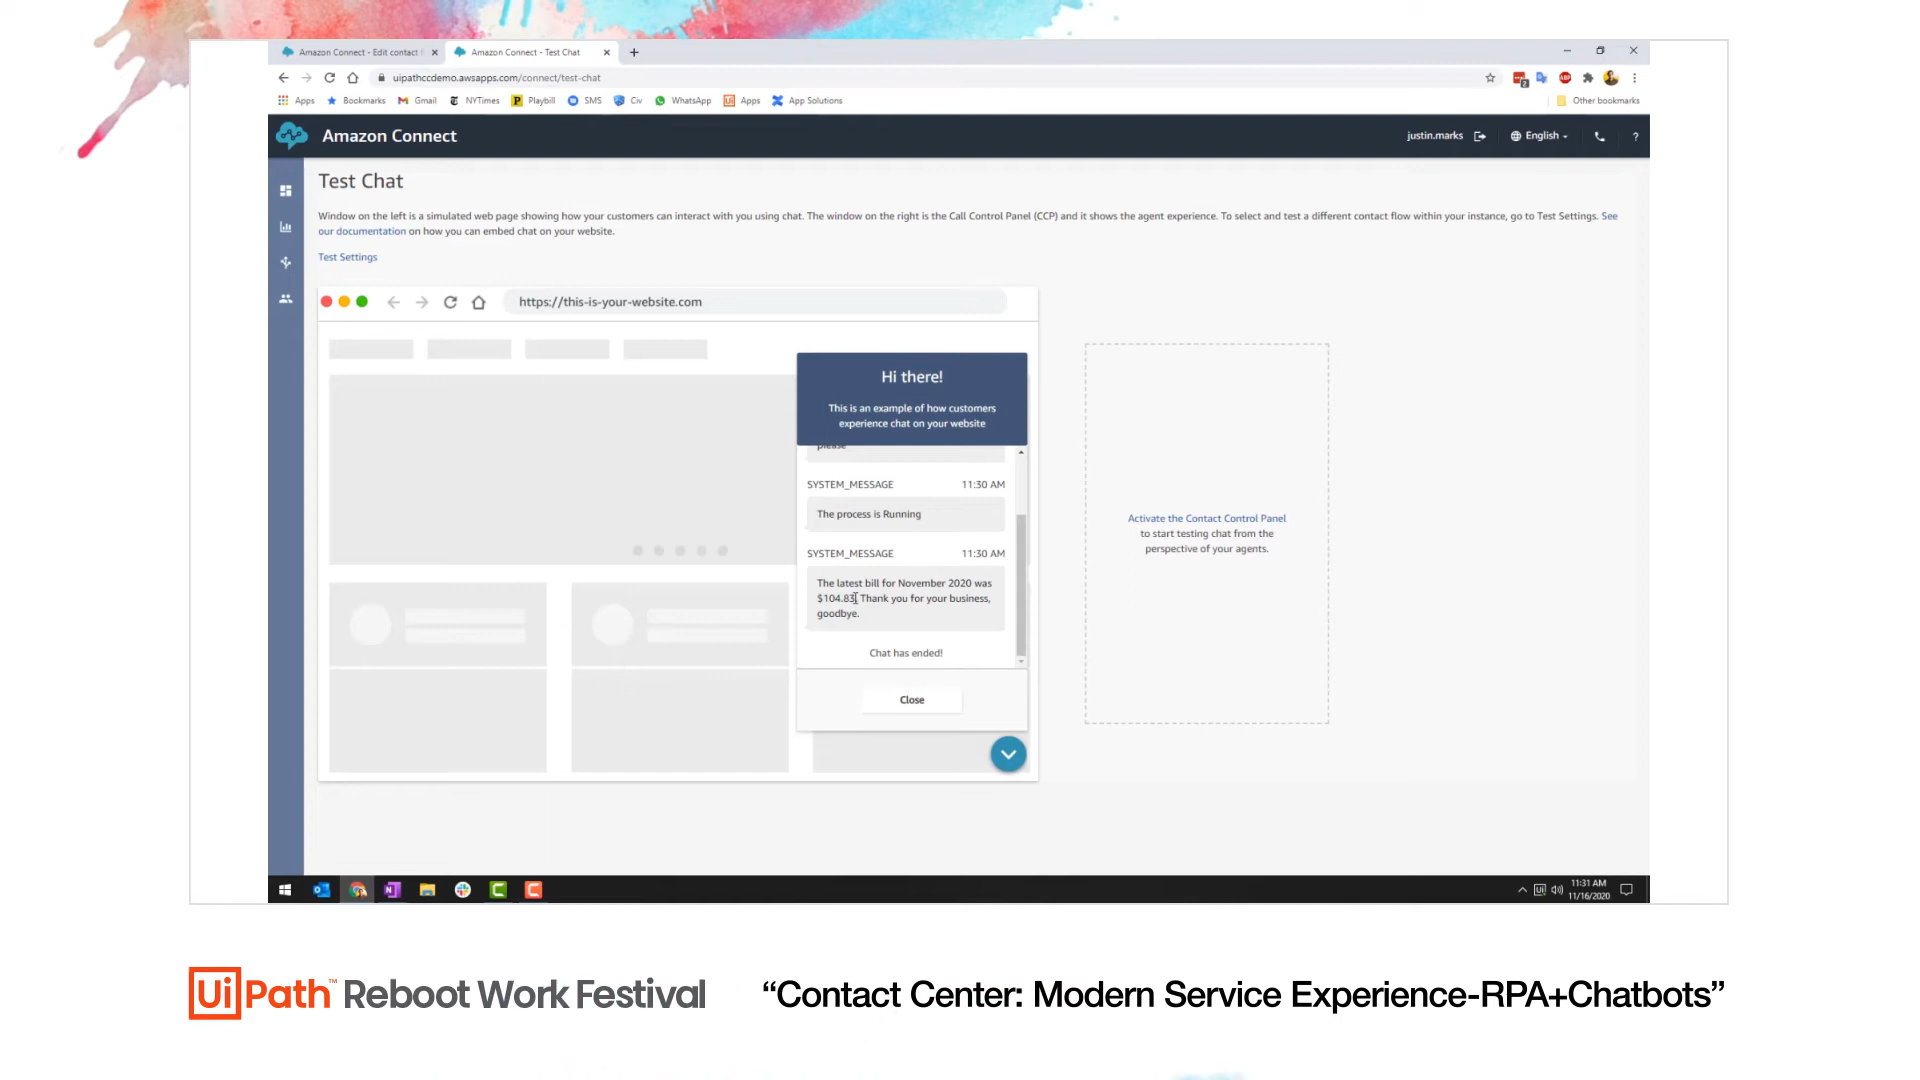 Amazon Connect - Edit contact
Amazon Connect - Test Chat
uipathccdemo.awsapps.com/connect/test-chat
Apps Bookmarks Gmail NYTimes Playbill SMS Civ WhatsApp Apps App Solutions Other bookmarks
Amazon Connect
justin.marks English ?
Test Chat
Window on the left is a simulated web page showing how your customers can interact with you using chat. The window on the right is the Call Control Panel (CCP) and it shows the agent experience. To select and test a different contact flow within your instance, go to Test Settings. See
our documentation on how you can embed chat on your website.
Test Settings
https://this-is-your-website.com
Hi there!
This is an example of how customers
experience chat on your website
please
SYSTEM_MESSAGE 11:30 AM
The process is Running
SYSTEM_MESSAGE 11:30 AM
The latest bill for November 2020 was
$104.83. Thank you for your business,
goodbye.
Chat has ended!
Close
Activate the Contact Control Panel
to start testing chat from the
perspective of your agents.
11:31 AM
11/16/2020
UiPath™ Reboot Work Festival
“Contact Center: Modern Service Experience-RPA+Chatbots”